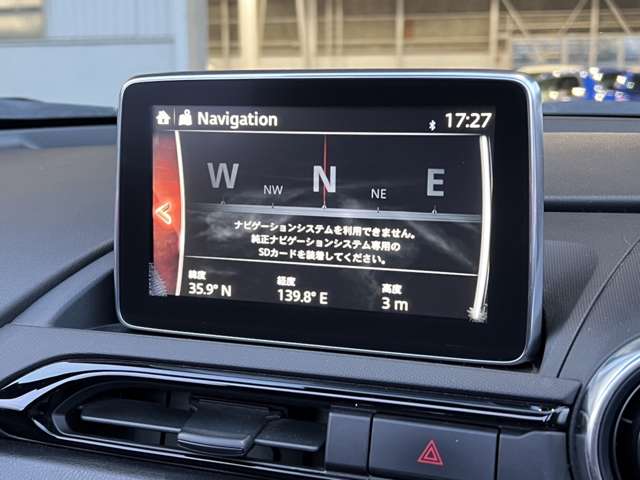 Navigation 17:27
W NW N NE E
ナビゲーションシステムを利用できません。
純正ナビゲーションシステム専用の
SDカードを装着してください。
緯度 経度 高度
35.9° N 139.8° E 3 m